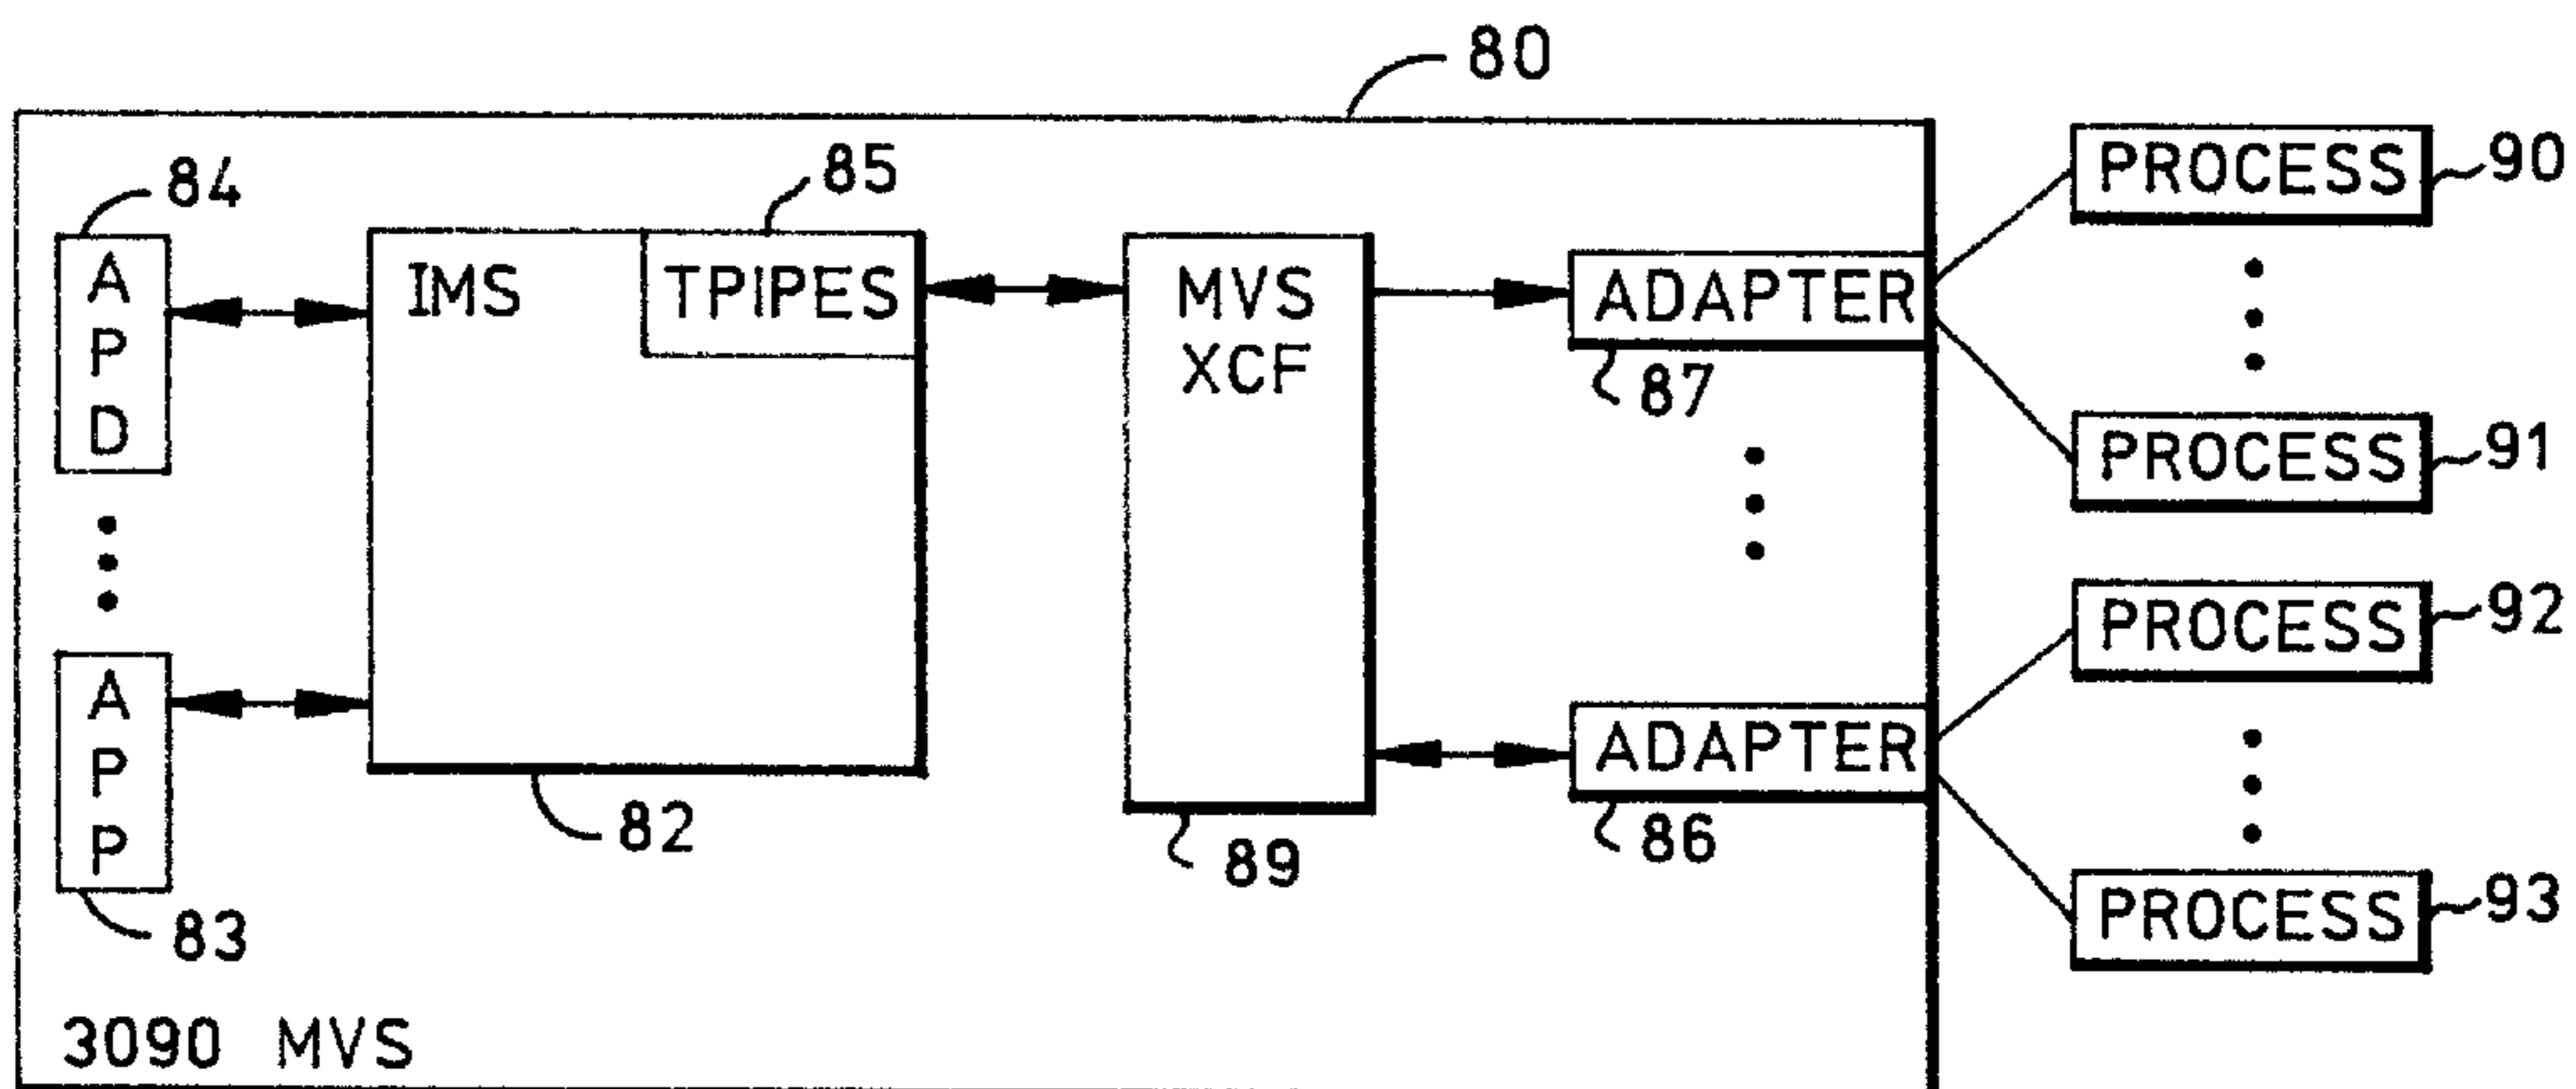 80
84
A
P
D
85
IMS
TPIPES
MVS
XCF
ADAPTER
87
PROCESS
90
PROCESS
91
A
P
P
83
82
89
ADAPTER
86
PROCESS
92
PROCESS
93
3090 MVS